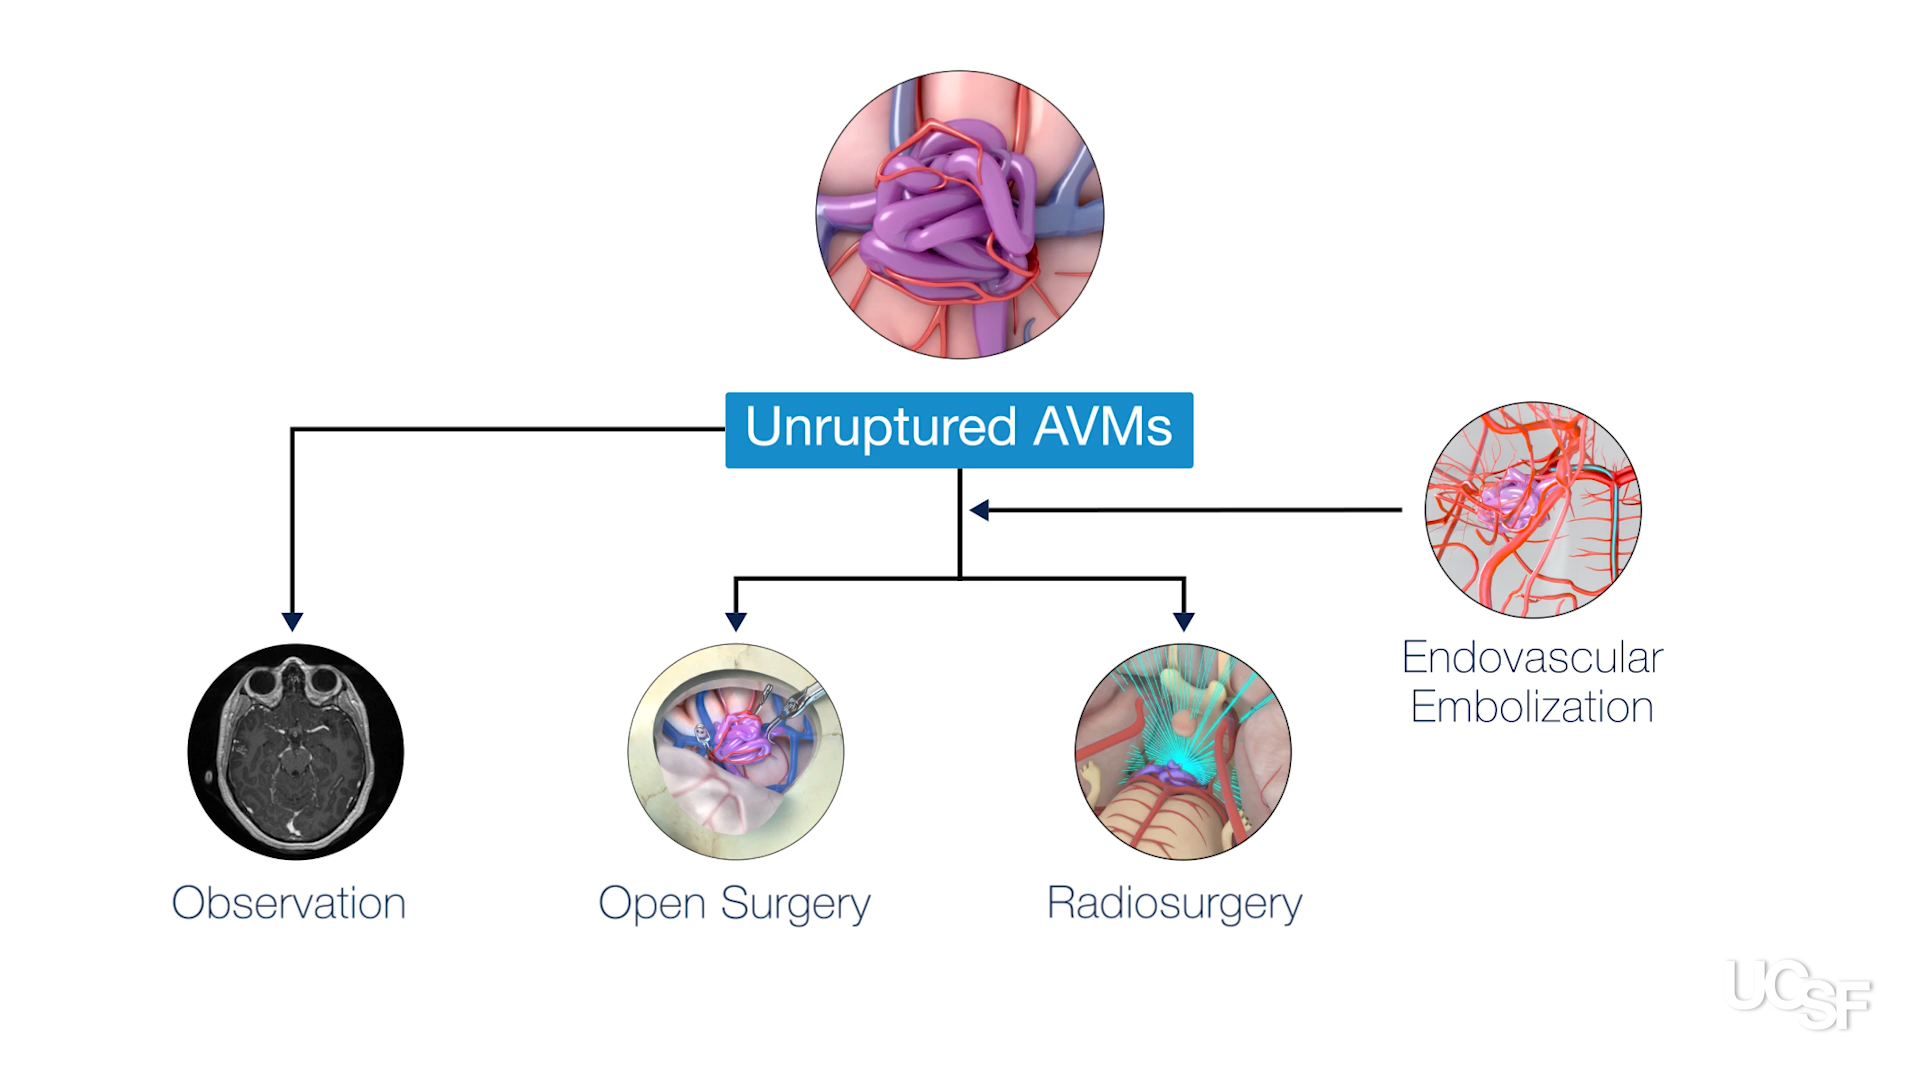 Unruptured AVMs
Endovascular
Embolization
Observation
Open Surgery
Radiosurgery
UCSF